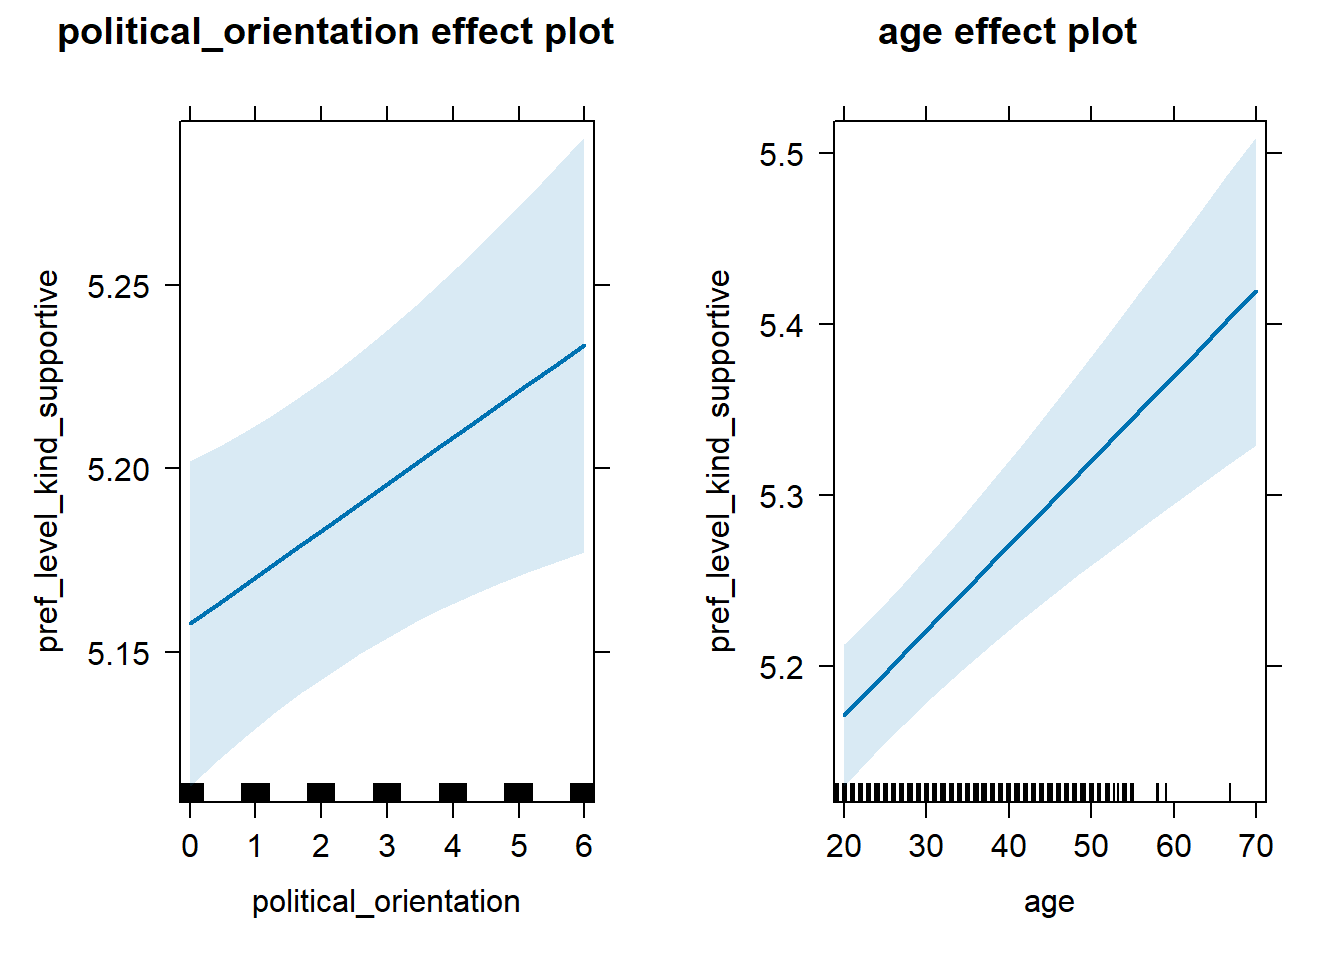 political_orientation effect plot
pref_level_kind_supportive
5.25
5.20
5.15
0 1 2 3 4 5 6
political_orientation
age effect plot
pref_level_kind_supportive
5.5
5.4
5.3
5.2
20 30 40 50 60 70
age